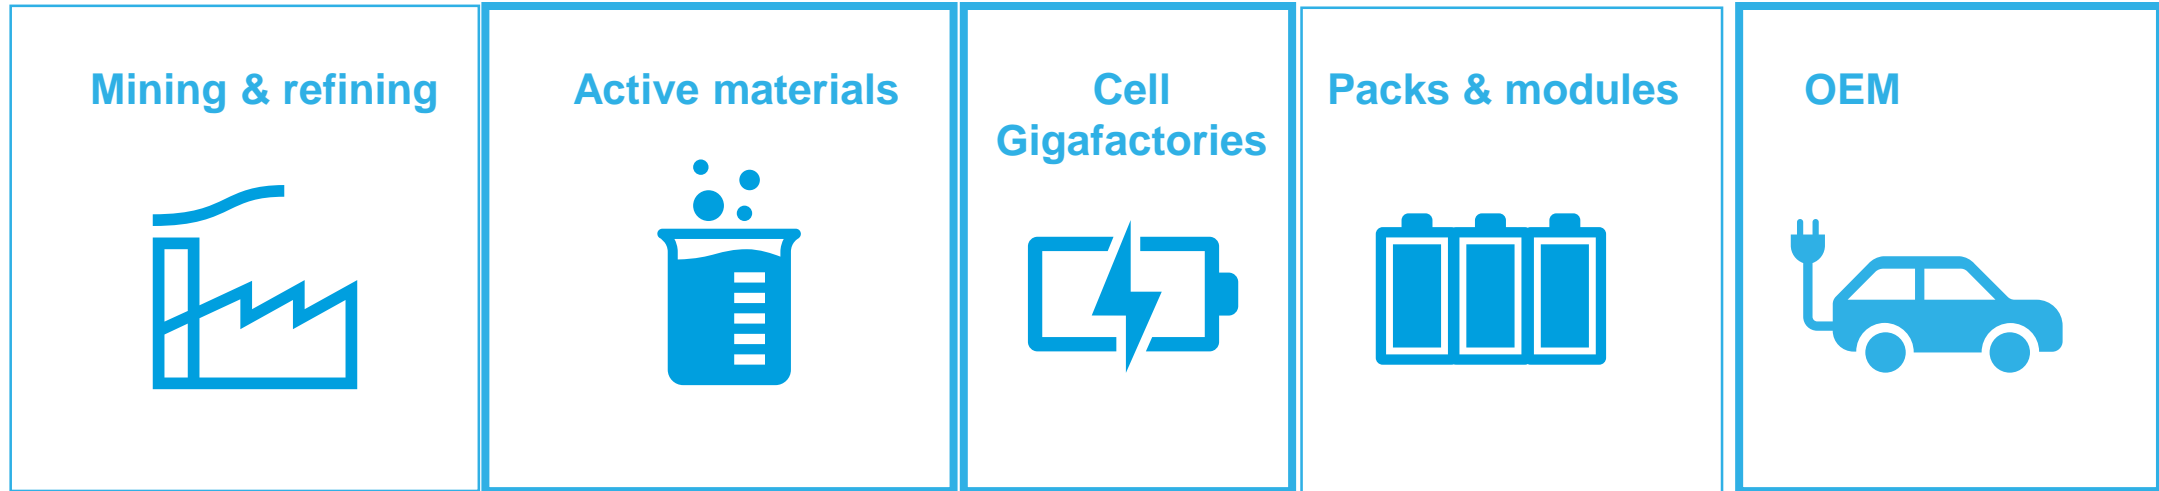 Mining & refining
Active materials
Cell
Gigafactories
Packs & modules
OEM